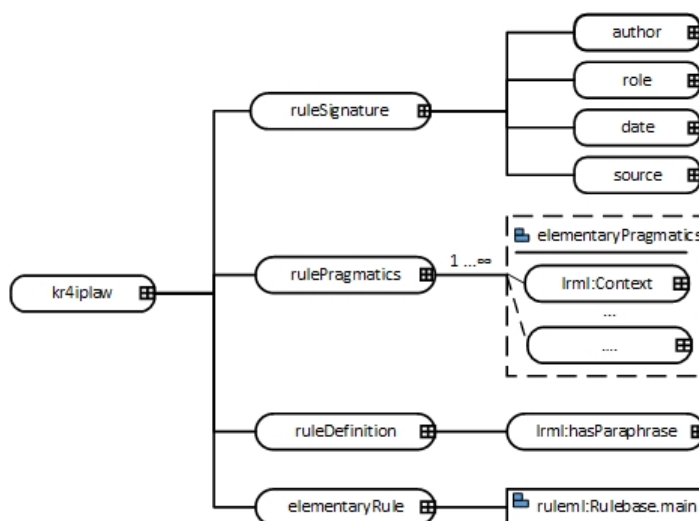 author
ruleSignature
role
date
source
elementaryPragmatics
1 ...∞
rulePragmatics
lrml:Context
kr4iplaw
...
....
ruleDefinition
lrml:hasParaphrase
elementaryRule
ruleml:Rulebase.main